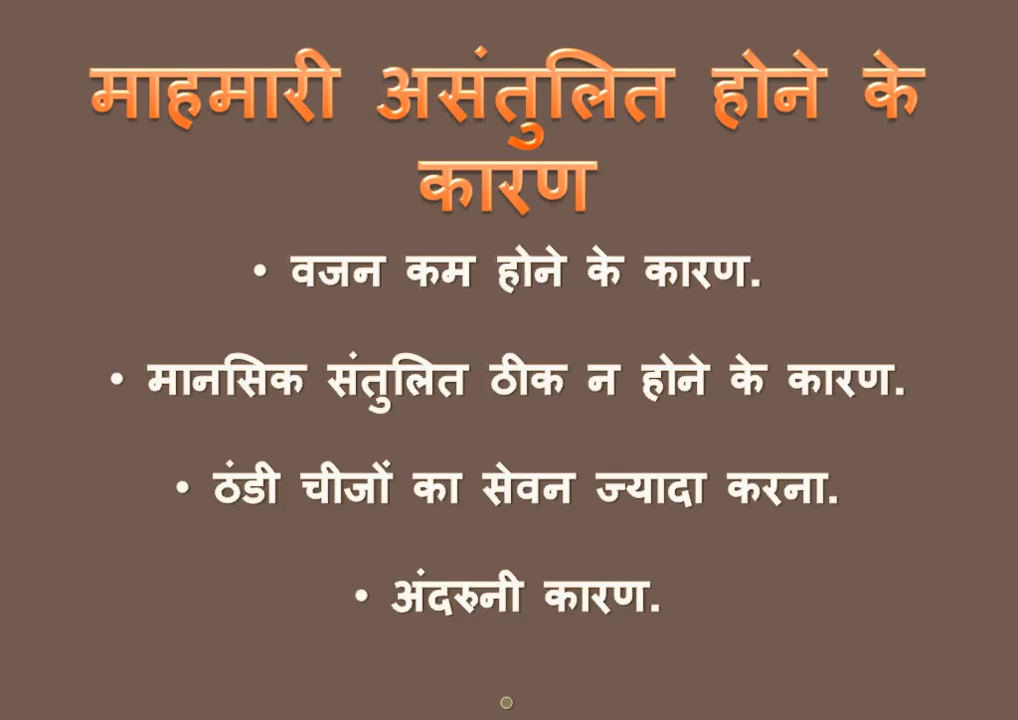 माहमारी असंतुलित होने के
कारण
• वजन कम होने के कारण.
• मानसिक संतुलित ठीक न होने के कारण.
• ठंडी चीजों का सेवन ज्यादा करना.
• अंदरुनी कारण.